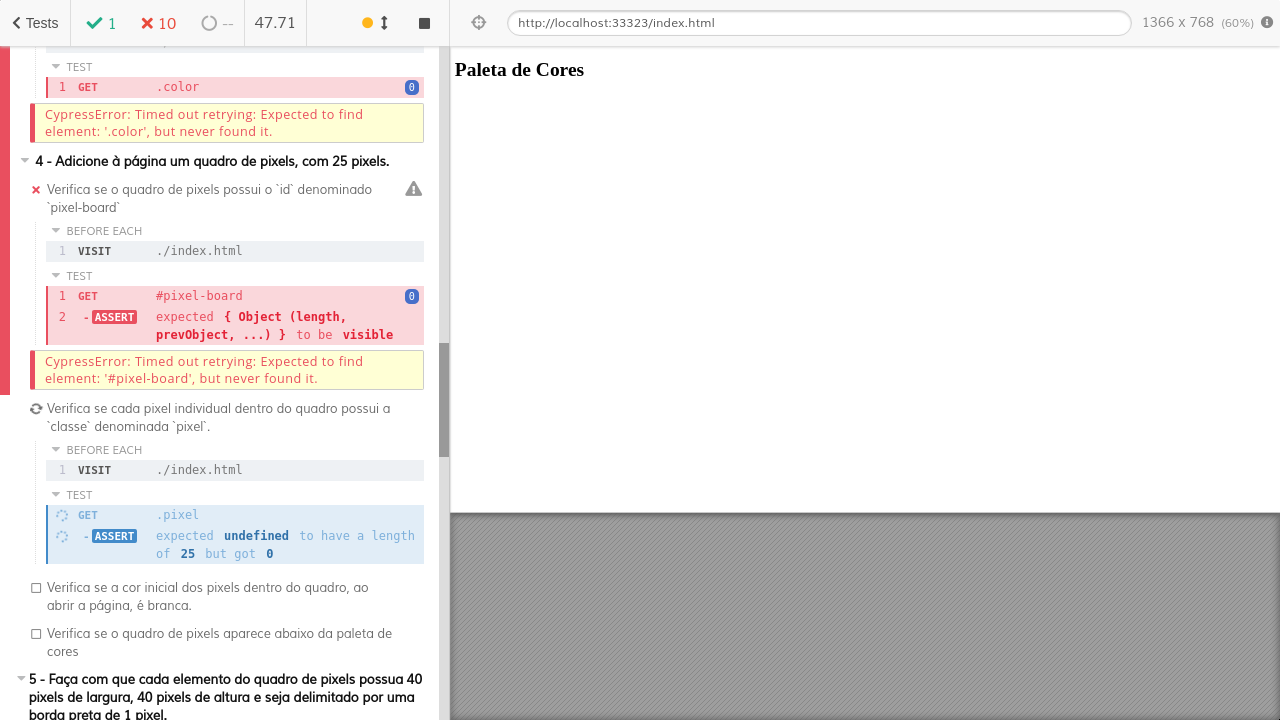 Tests 1 10 -- 47.71 http://localhost:33323/index.html 1366 x 768 (60%)
TEST
1 GET .color 0
CypressError: Timed out retrying: Expected to find
element: '.color', but never found it.
4 - Adicione à página um quadro de pixels, com 25 pixels.
Verifica se o quadro de pixels possui o `id` denominado
`pixel-board`
BEFORE EACH
1 VISIT ./index.html
TEST
1 GET #pixel-board 0
2 -ASSERT expected { Object (length,
prevObject, ...) } to be visible
CypressError: Timed out retrying: Expected to find
element: '#pixel-board', but never found it.
Verifica se cada pixel individual dentro do quadro possui a
`classe` denominada `pixel`.
BEFORE EACH
1 VISIT ./index.html
TEST
GET .pixel
-ASSERT expected undefined to have a length
of 25 but got 0
Verifica se a cor inicial dos pixels dentro do quadro, ao
abrir a página, é branca.
Verifica se o quadro de pixels aparece abaixo da paleta de
cores
5 - Faça com que cada elemento do quadro de pixels possua 40
pixels de largura, 40 pixels de altura e seja delimitado por uma
borda preta de 1 pixel.
Paleta de Cores